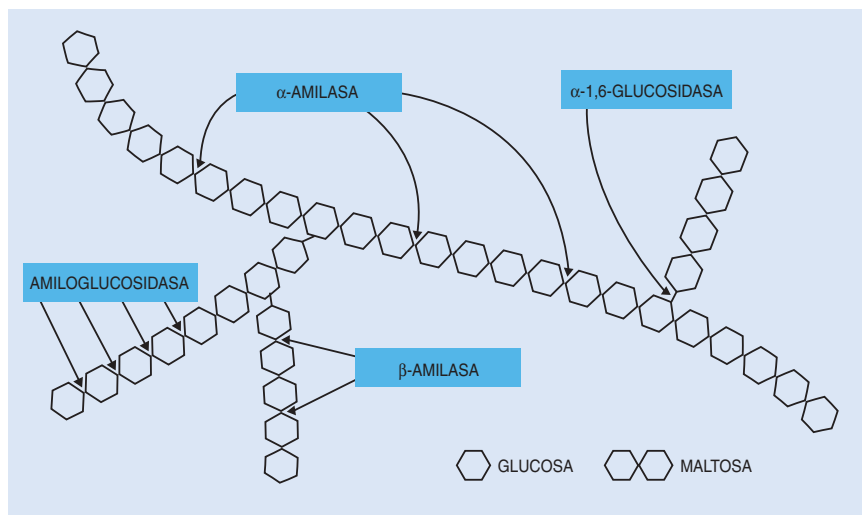 α-AMILASA
α-1,6-GLUCOSIDASA
AMILOGLUCOSIDASA
β-AMILASA
GLUCOSA
MALTOSA